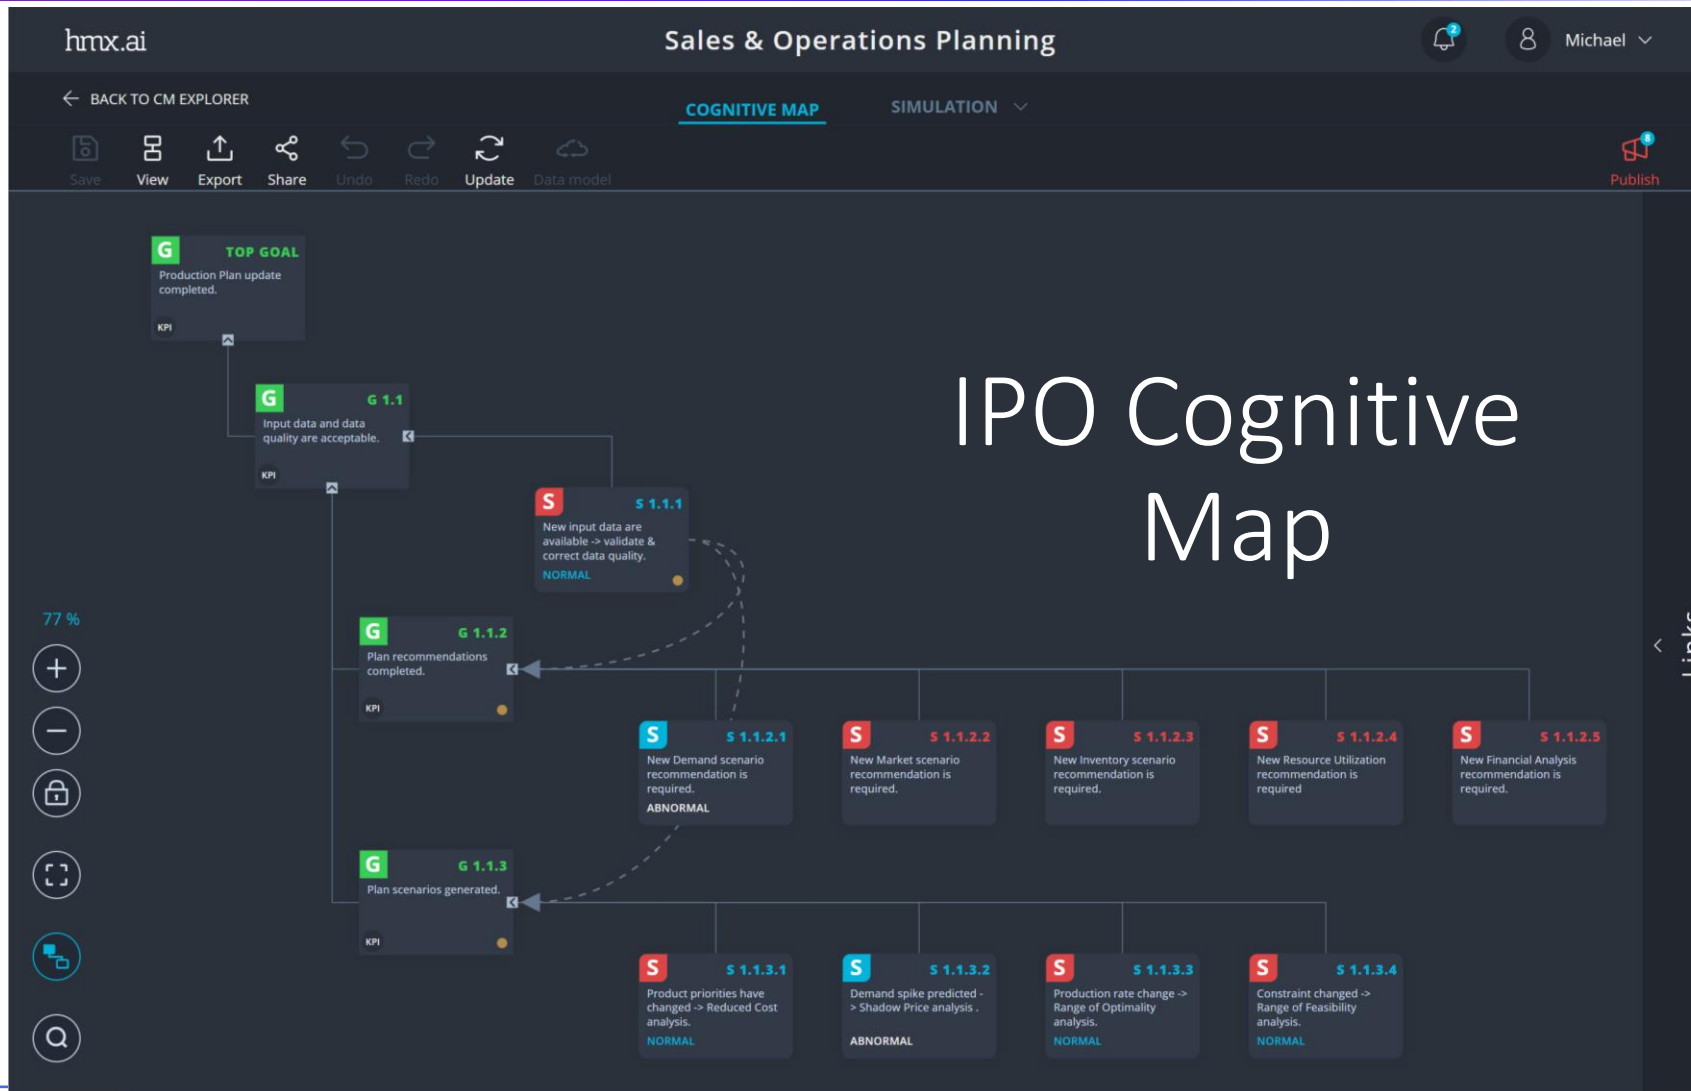 hmx.ai
Sales & Operations Planning
2
Michael
BACK TO CM EXPLORER
COGNITIVE MAP
SIMULATION
Save
View
Export
Share
Undo
Redo
Update
Data model
8
Publish
G
TOP GOAL
Production Plan update
completed.
KPI
G
G 1.1
Input data and data
quality are acceptable.
KPI
IPO Cognitive
Map
S
S 1.1.1
New input data are
available -> validate &
correct data quality.
NORMAL
77 %
Links
G
G 1.1.2
Plan recommendations
completed.
KPI
S
S 1.1.2.1
New Demand scenario
recommendation is
required.
ABNORMAL
S
S 1.1.2.2
New Market scenario
recommendation is
required.
S
S 1.1.2.3
New Inventory scenario
recommendation is
required.
S
S 1.1.2.4
New Resource Utilization
recommendation is
required
S
S 1.1.2.5
New Financial Analysis
recommendation is
required.
G
G 1.1.3
Plan scenarios generated.
KPI
S
S 1.1.3.1
Product priorities have
changed -> Reduced Cost
analysis.
NORMAL
S
S 1.1.3.2
Demand spike predicted -
> Shadow Price analysis .
ABNORMAL
S
S 1.1.3.3
Production rate change ->
Range of Optimality
analysis.
NORMAL
S
S 1.1.3.4
Constraint changed ->
Range of Feasibility
analysis.
NORMAL